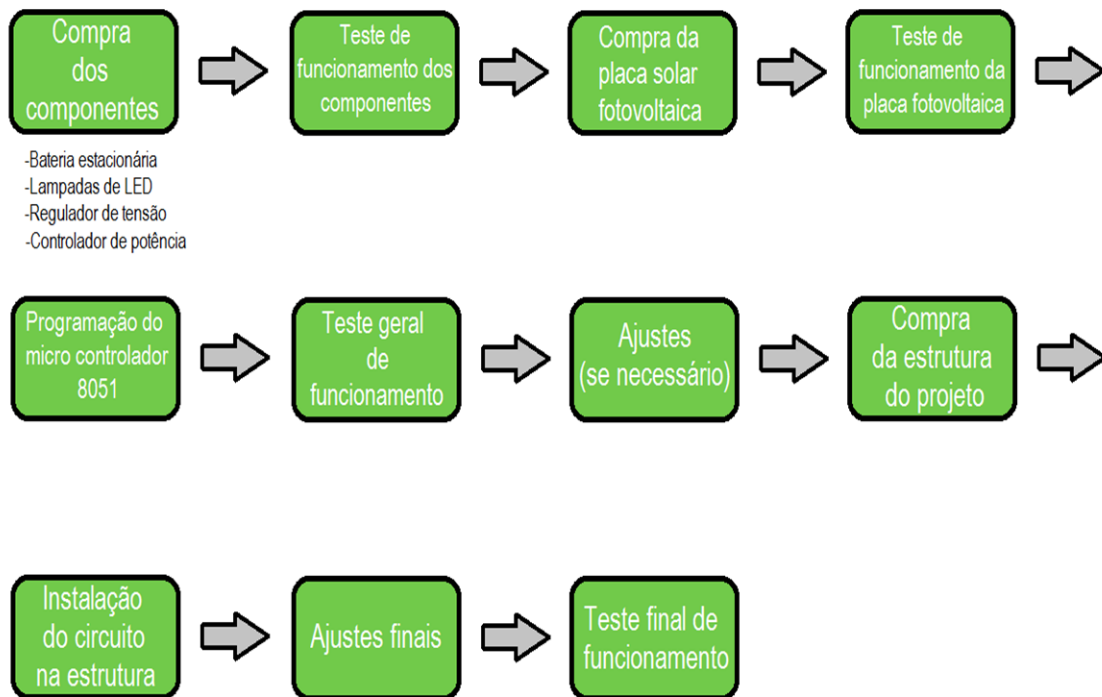 Compra
dos
componentes
Teste de
funcionamento dos
componentes
Compra da
placa solar
fotovoltaica
Teste de
funcionamento da
placa fotovoltaica
-Bateria estacionária
-Lampadas de LED
-Regulador de tensão
-Controlador de potência
Programação do
micro controlador
8051
Teste geral
de
funcionamento
Ajustes
(se necessário)
Compra
da estrutura
do projeto
Instalação
do circuito
na estrutura
Ajustes finais
Teste final de
funcionamento